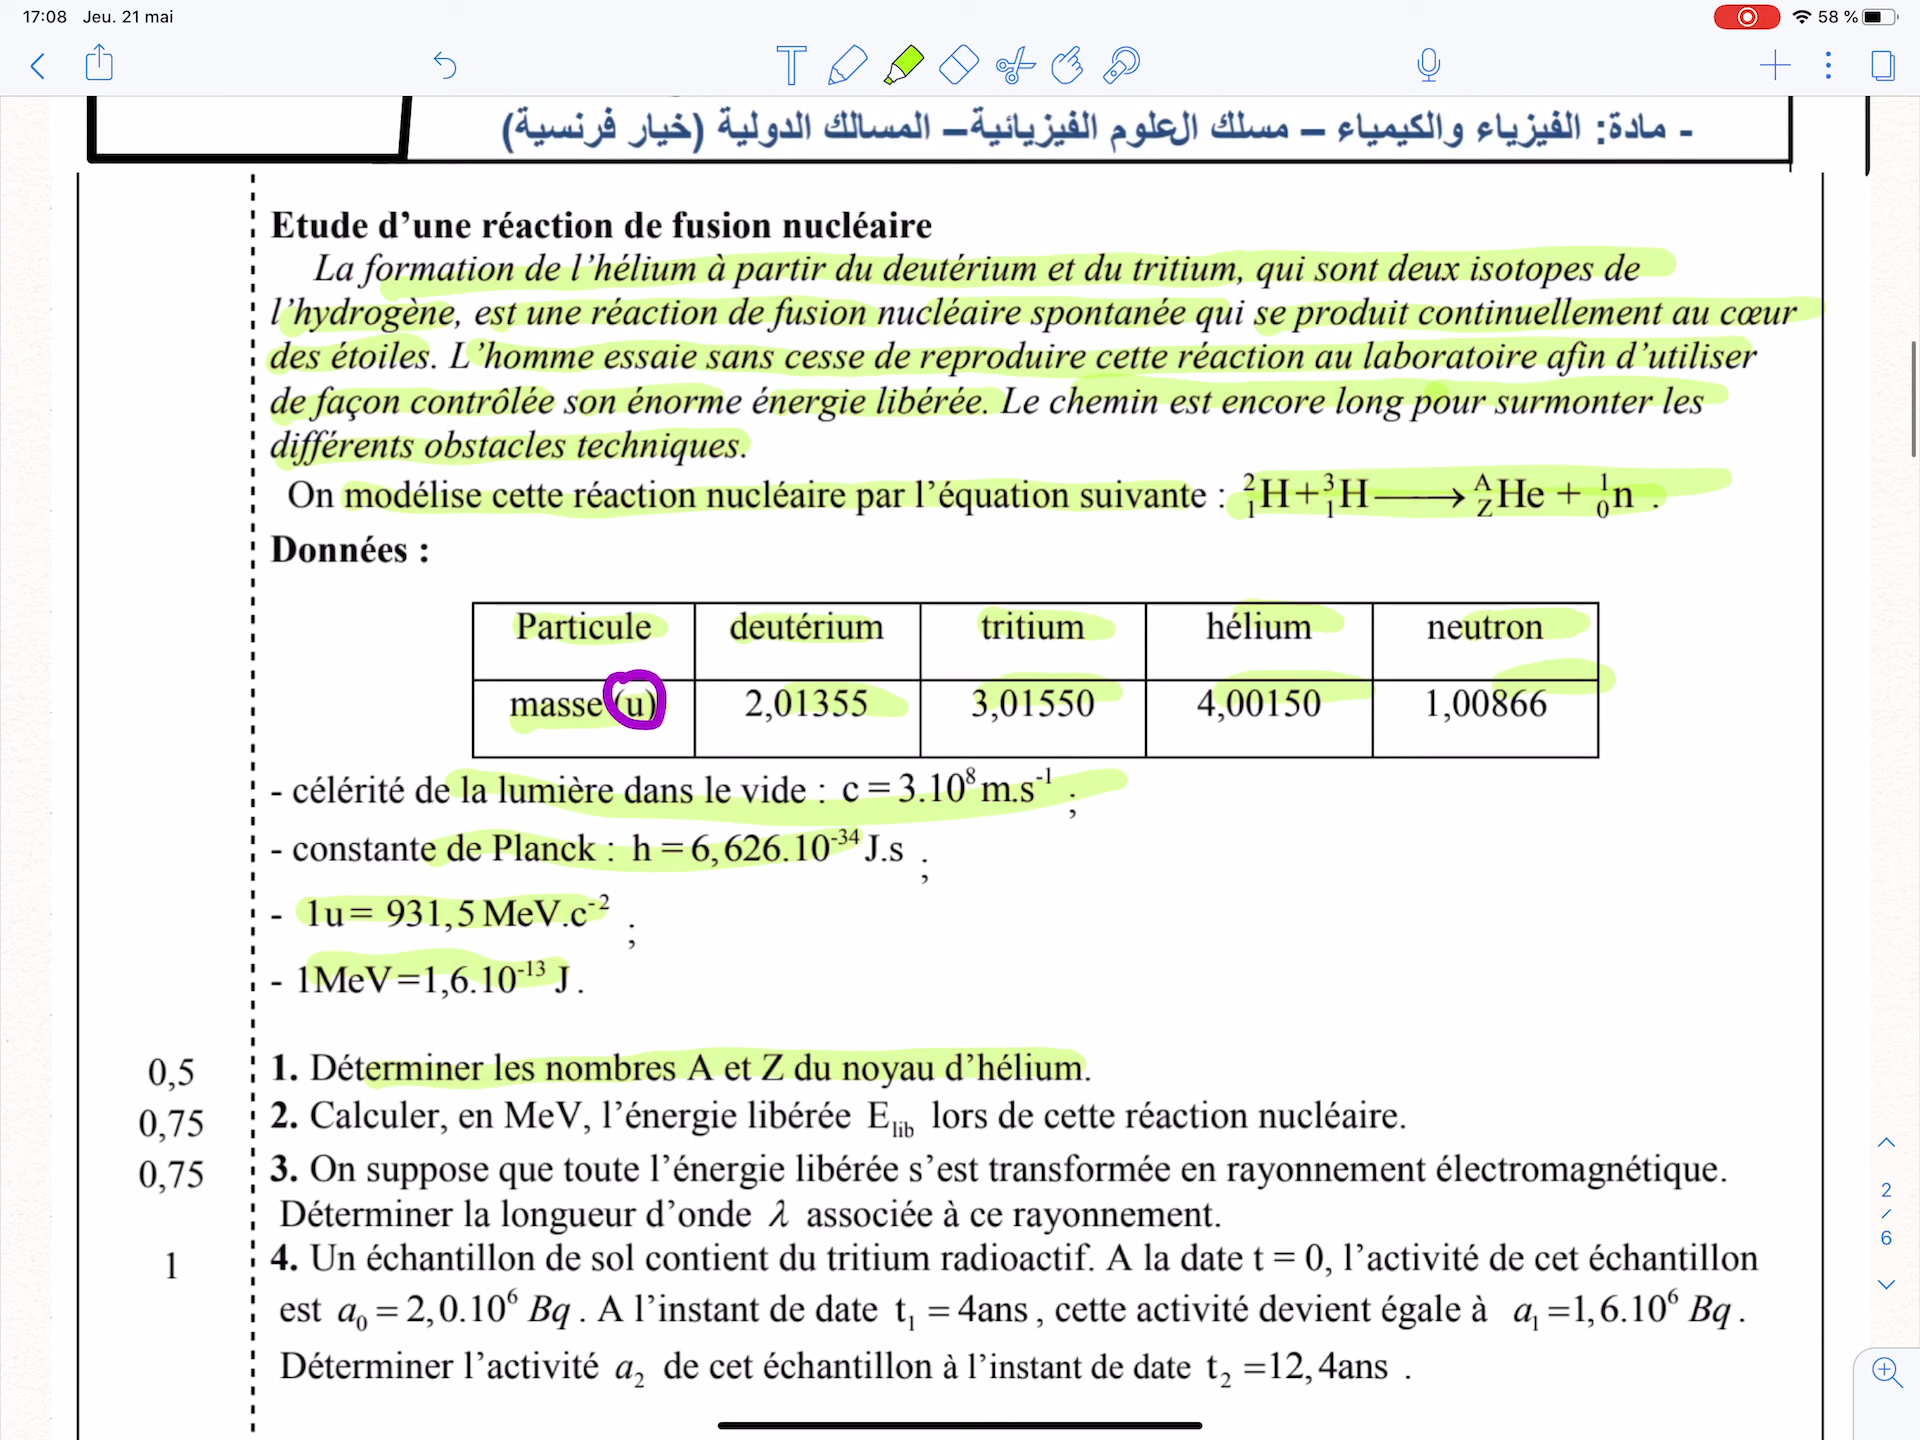 17:08 Jeu. 21 mai 58 %
- مادة: الفيزياء والكيمياء – مسلك العلوم الفيزيائية – المسالك الدولية (خيار فرنسية)
Etude d’une réaction de fusion nucléaire
La formation de l’hélium à partir du deutérium et du tritium, qui sont deux isotopes de
l’hydrogène, est une réaction de fusion nucléaire spontanée qui se produit continuellement au cœur
des étoiles. L’homme essaie sans cesse de reproduire cette réaction au laboratoire afin d’utiliser
de façon contrôlée son énorme énergie libérée. Le chemin est encore long pour surmonter les
différents obstacles techniques.
On modélise cette réaction nucléaire par l’équation suivante : ²₁H + ³₁H ⟶ ᴬ_Z He + ¹₀n .
Données :
Particule deutérium tritium hélium neutron
masse (u) 2,01355 3,01550 4,00150 1,00866
- célérité de la lumière dans le vide : c = 3.10⁸ m.s⁻¹ ;
- constante de Planck : h = 6,626.10⁻³⁴ J.s ;
- 1u = 931,5 MeV.c⁻² ;
- 1MeV = 1,6.10⁻¹³ J .
0,5 1. Déterminer les nombres A et Z du noyau d’hélium.
0,75 2. Calculer, en MeV, l’énergie libérée E_lib lors de cette réaction nucléaire.
0,75 3. On suppose que toute l’énergie libérée s’est transformée en rayonnement électromagnétique.
Déterminer la longueur d’onde λ associée à ce rayonnement.
1 4. Un échantillon de sol contient du tritium radioactif. A la date t = 0, l’activité de cet échantillon
est a₀ = 2,0.10⁶ Bq . A l’instant de date t₁ = 4ans , cette activité devient égale à a₁ = 1,6.10⁶ Bq .
Déterminer l’activité a₂ de cet échantillon à l’instant de date t₂ = 12,4ans .
2
/
6